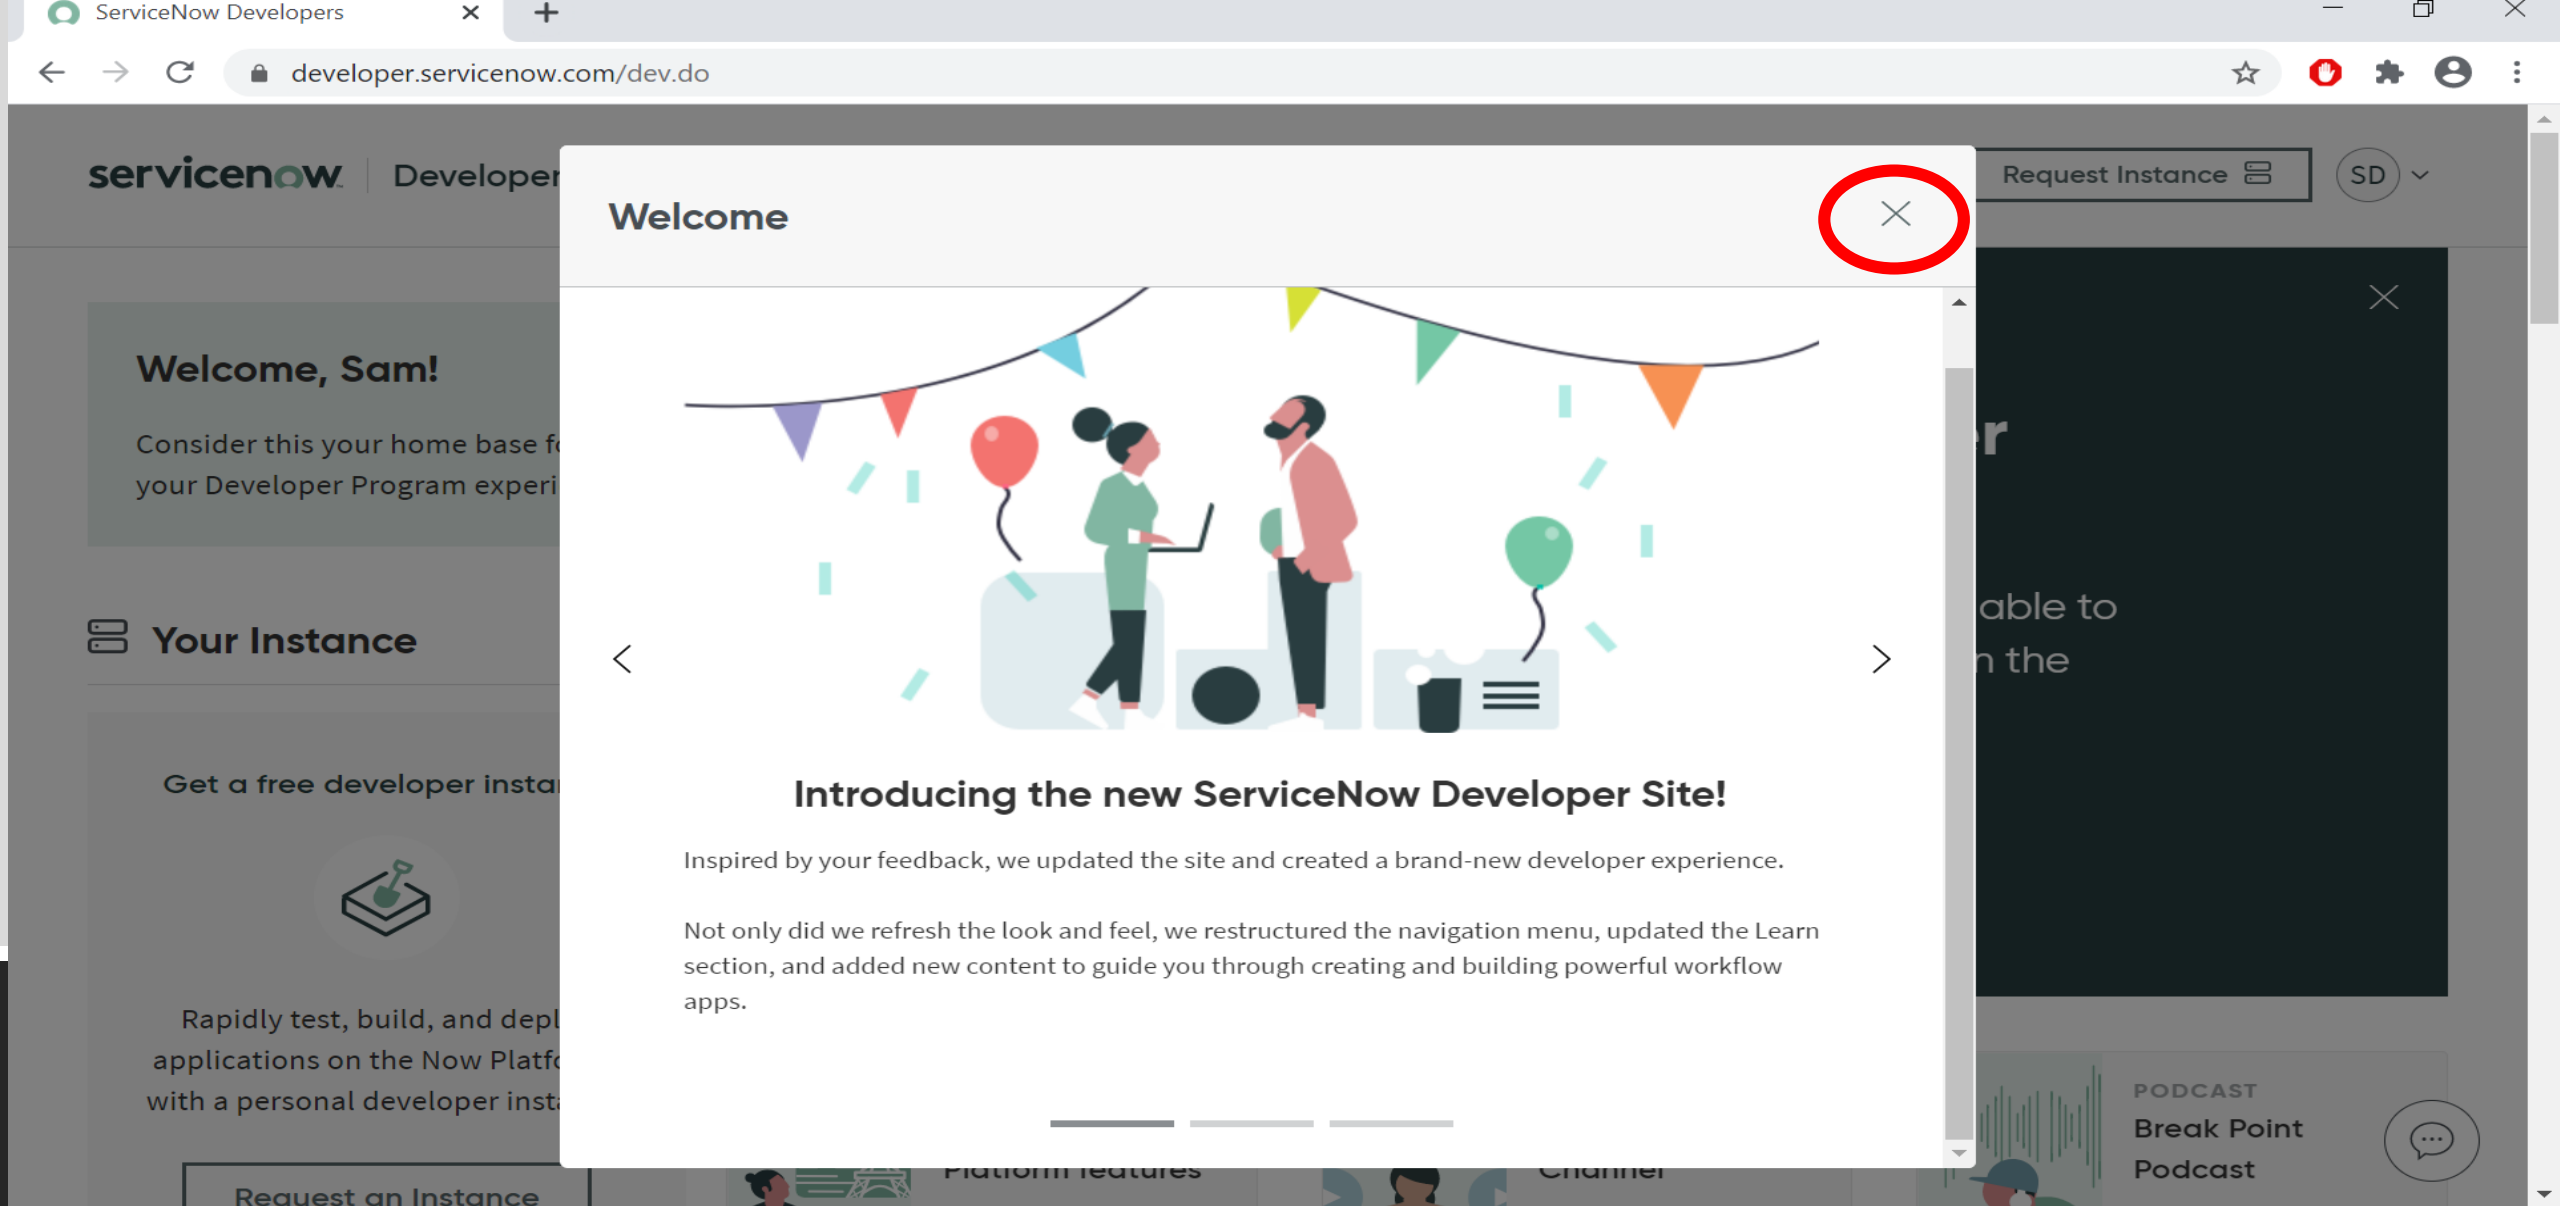 ServiceNow Developers
developer.servicenow.com/dev.do
servicenow
Developer
Request Instance
SD
Welcome
Welcome, Sam!
Consider this your home base
your Developer Program
able to
the
Your Instance
Get a free developer
Introducing the new ServiceNow Developer Site!
Inspired by your feedback, we updated the site and created a brand-new developer experience.
Not only did we refresh the look and feel, we restructured the navigation menu, updated the Learn
section, and added new content to guide you through creating and building powerful workflow
apps.
Rapidly test, build, and
applications on the Now
with a personal developer
Request an Instance
Platform features
Channel
PODCAST
Break Point
Podcast